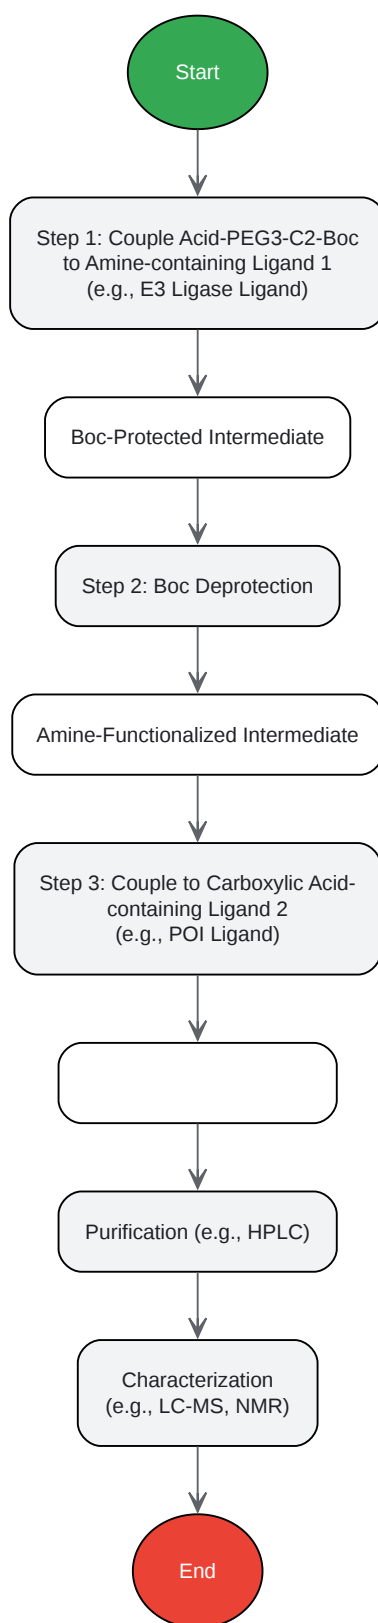 Start
Step 1: Couple Acid-PEG3-C2-Boc
to Amine-containing Ligand 1
(e.g., E3 Ligase Ligand)
Boc-Protected Intermediate
Step 2: Boc Deprotection
Amine-Functionalized Intermediate
Step 3: Couple to Carboxylic Acid-
containing Ligand 2
(e.g., POI Ligand)
Purification (e.g., HPLC)
Characterization
(e.g., LC-MS, NMR)
End